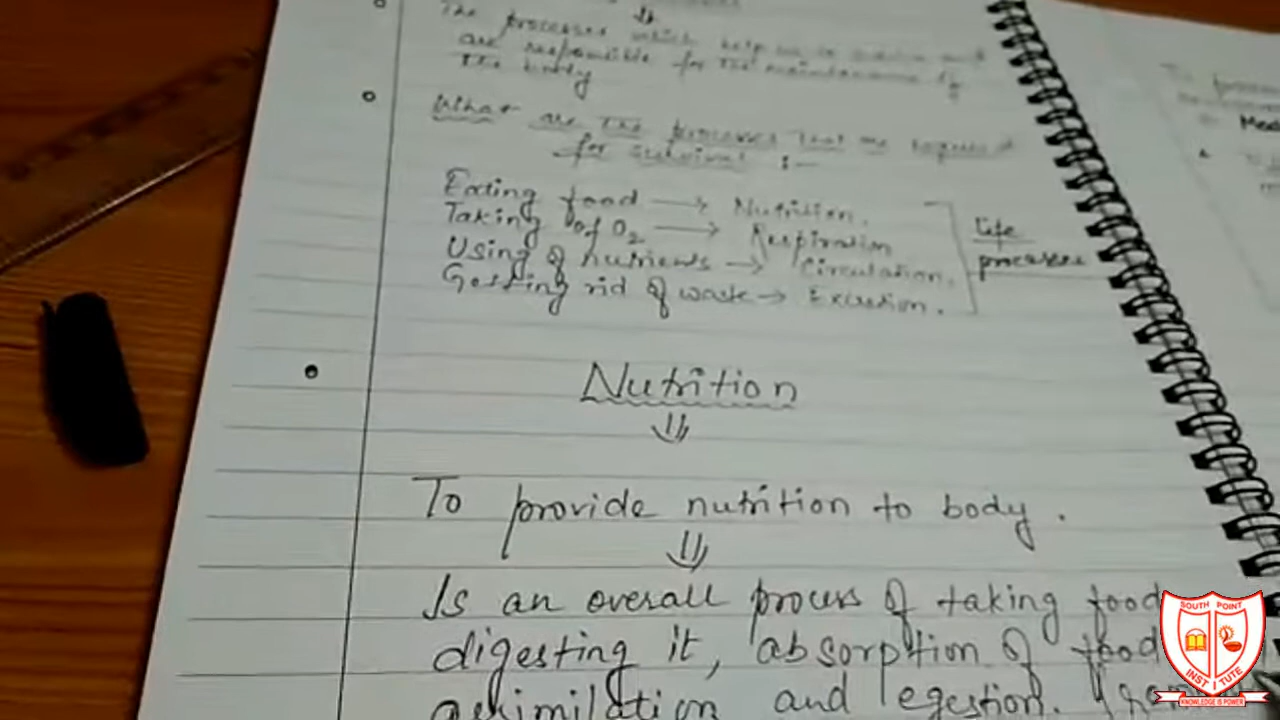 The processes which help us in and
are responsible for the maintenance of
the body
What are the processes that are required
for survival :-
Eating food → Nutrition.
Taking of O₂ → Respiration
Using of nutrients → Circulation.
Getting rid of waste → Excretion.
Life
processes
Nutrition
To provide nutrition to body.
Is an overall process of taking food
digesting it, absorption of food
assimilation and egestion.
SOUTH POINT
INSTITUTE
KNOWLEDGE IS POWER